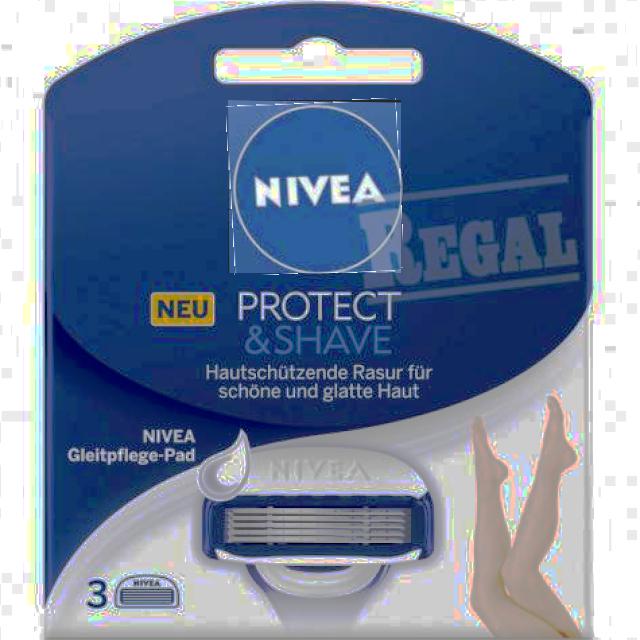 NIVEA
REGAL
NEU PROTECT
&SHAVE
Hautschützende Rasur für
schöne und glatte Haut
NIVEA
Gleitpflege-Pad
NIVEA
3 NIVEA